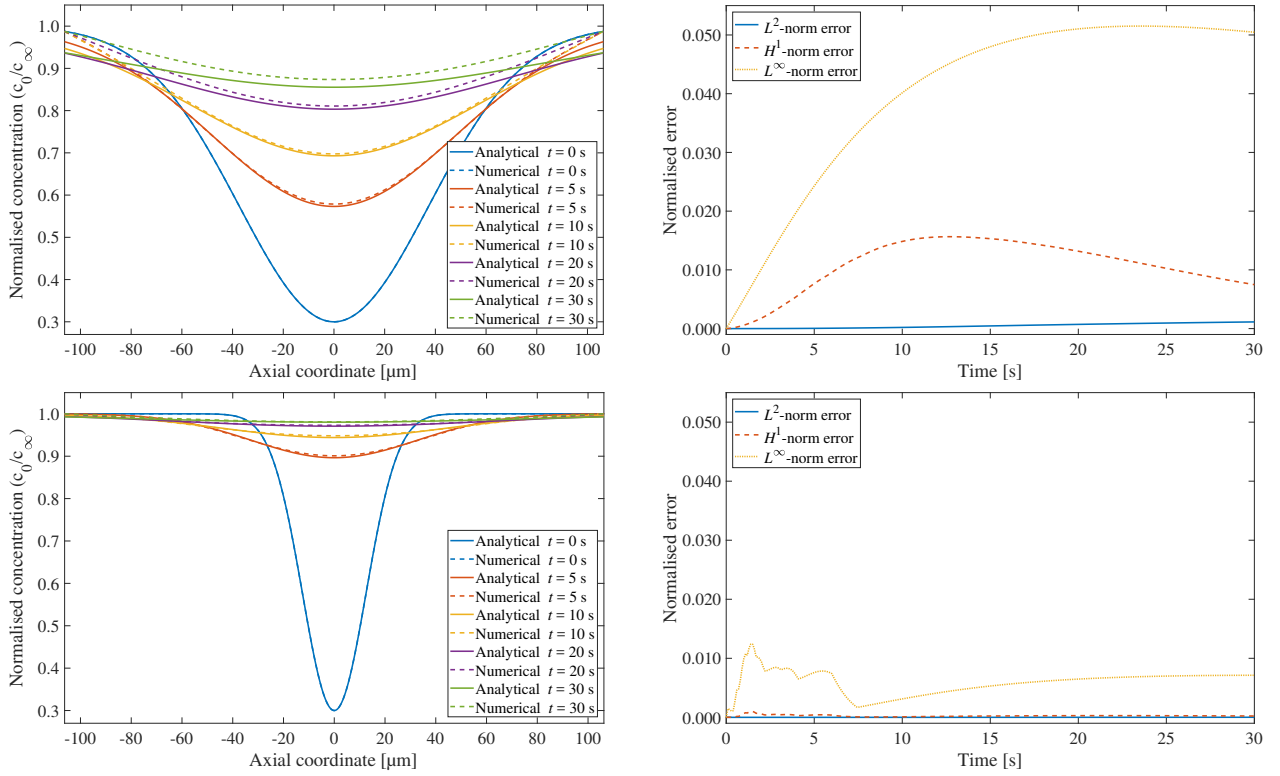 1.0
0.9
0.8
0.7
0.6
0.5
0.4
0.3
Normalised concentration (c0/c∞)
Analytical t = 0 s
Numerical t = 0 s
Analytical t = 5 s
Numerical t = 5 s
Analytical t = 10 s
Numerical t = 10 s
Analytical t = 20 s
Numerical t = 20 s
Analytical t = 30 s
Numerical t = 30 s
-100 -80 -60 -40 -20 0 20 40 60 80 100
Axial coordinate [µm]
L²-norm error
H¹-norm error
L∞-norm error
0.050
0.040
0.030
0.020
0.010
0.000
Normalised error
0 5 10 15 20 25 30
Time [s]
1.0
0.9
0.8
0.7
0.6
0.5
0.4
0.3
Normalised concentration (c0/c∞)
Analytical t = 0 s
Numerical t = 0 s
Analytical t = 5 s
Numerical t = 5 s
Analytical t = 10 s
Numerical t = 10 s
Analytical t = 20 s
Numerical t = 20 s
Analytical t = 30 s
Numerical t = 30 s
-100 -80 -60 -40 -20 0 20 40 60 80 100
Axial coordinate [µm]
L²-norm error
H¹-norm error
L∞-norm error
0.050
0.040
0.030
0.020
0.010
0.000
Normalised error
0 5 10 15 20 25 30
Time [s]